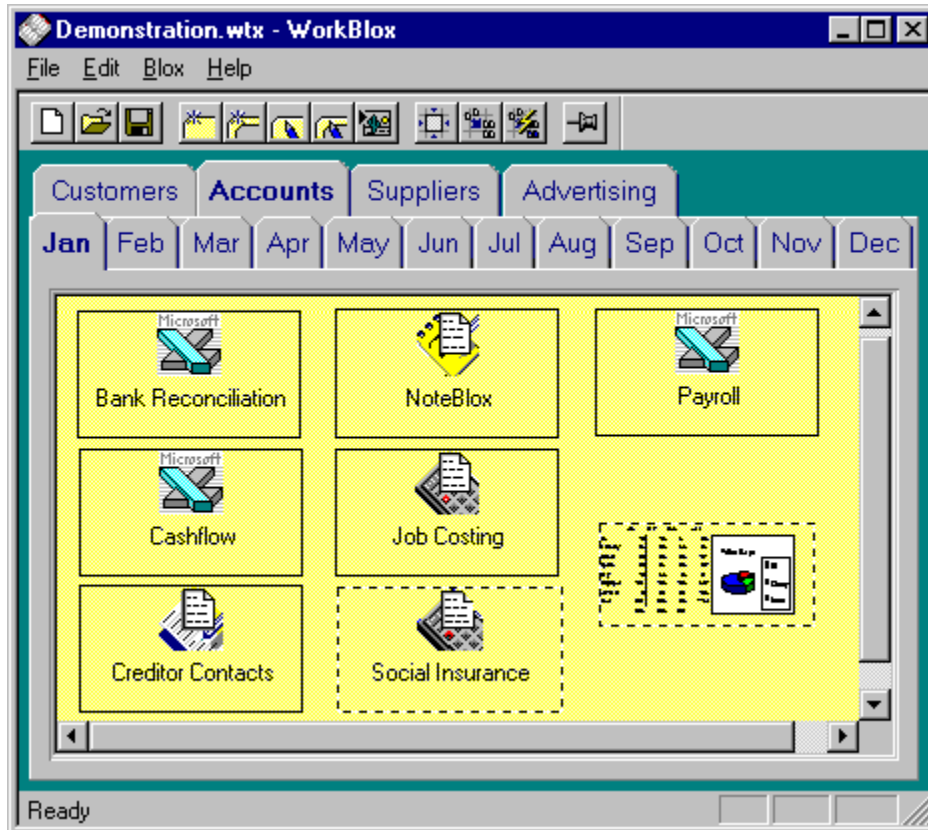 Demonstration.wtx - WorkBlox
File Edit Blox Help
Customers Accounts Suppliers Advertising
Jan Feb Mar Apr May Jun Jul Aug Sep Oct Nov Dec
Microsoft Microsoft
Bank Reconciliation NoteBlox Payroll
Microsoft
Cashflow Job Costing
Creditor Contacts Social Insurance
Ready